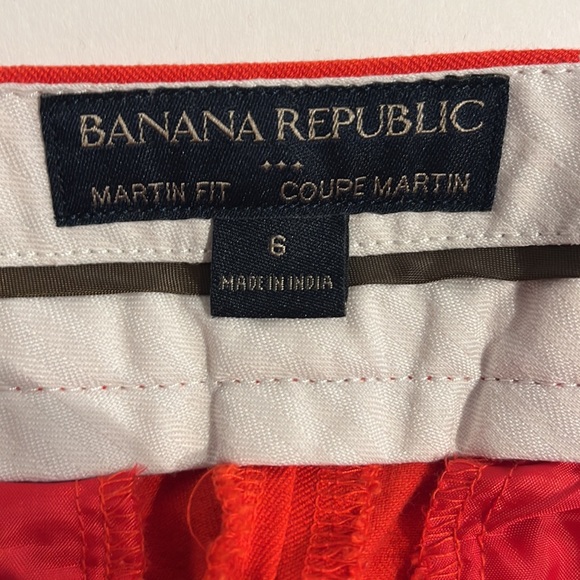 BANANA REPUBLIC
MARTIN FIT COUPE MARTIN
6
MADE IN INDIA